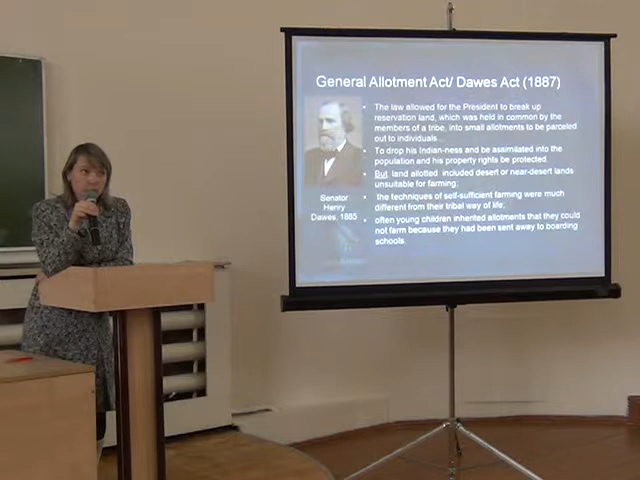 General Allotment Act/ Dawes Act (1887)
• The law allowed for the President to break up
reservation land, which was held in common by the
members of a tribe, into small allotments to be parceled
out to individuals...
• To drop his Indian-ness and be assimilated into the
population and his property rights be protected.
• But, land allotted included desert or near-desert lands
unsuitable for farming;
• the techniques of self-sufficient farming were much
different from their tribal way of life;
• often young children inherited allotments that they could
not farm because they had been sent away to boarding
schools.
Senator
Henry
Dawes, 1885